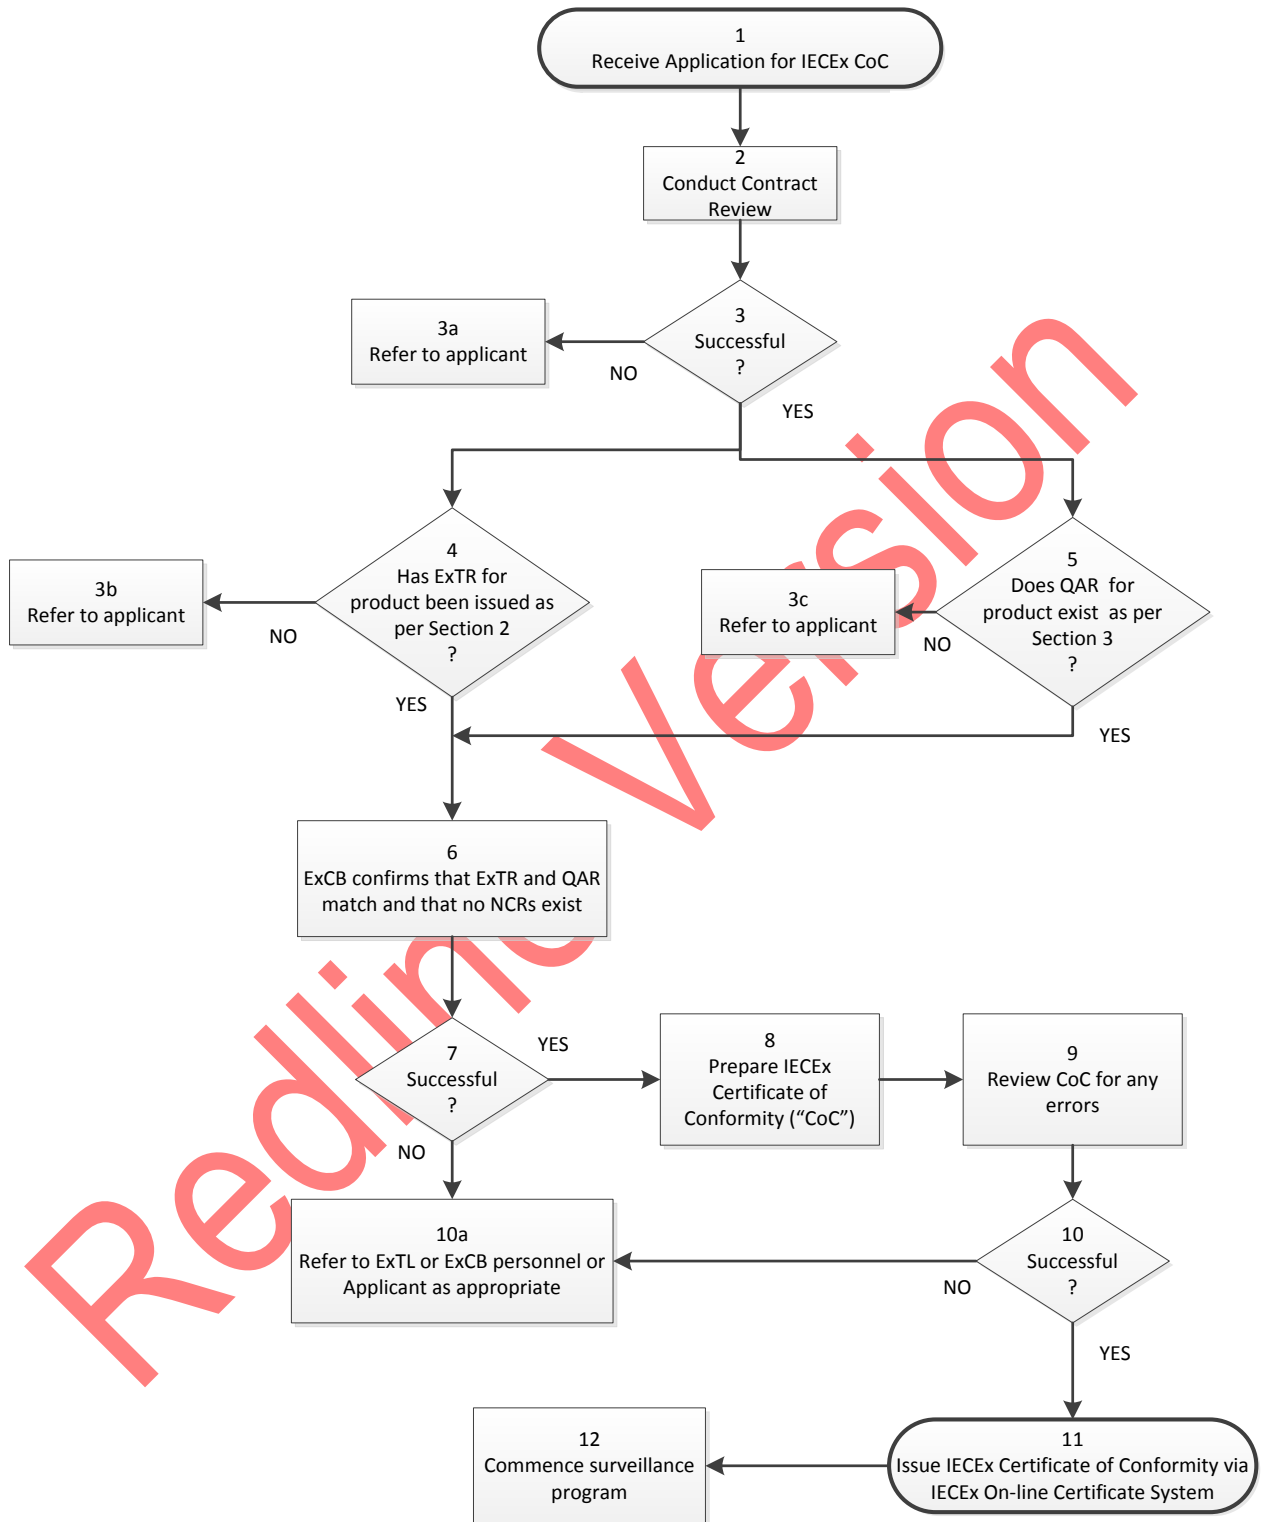 1
Receive Application for IECEx CoC
2
Conduct Contract
Review
3
Successful
?
3a
Refer to applicant
NO
YES
4
Has ExTR for
product been issued as
per Section 2
?
3b
Refer to applicant
NO
YES
5
Does QAR for
product exist as per
Section 3
?
3c
Refer to applicant
NO
YES
6
ExCB confirms that ExTR and QAR
match and that no NCRs exist
7
Successful
?
YES
NO
8
Prepare IECEx
Certificate of
Conformity (“CoC”)
9
Review CoC for any
errors
10a
Refer to ExTL or ExCB personnel or
Applicant as appropriate
10
Successful
?
NO
YES
11
Issue IECEx Certificate of Conformity via
IECEx On-line Certificate System
12
Commence surveillance
program
Redline Version